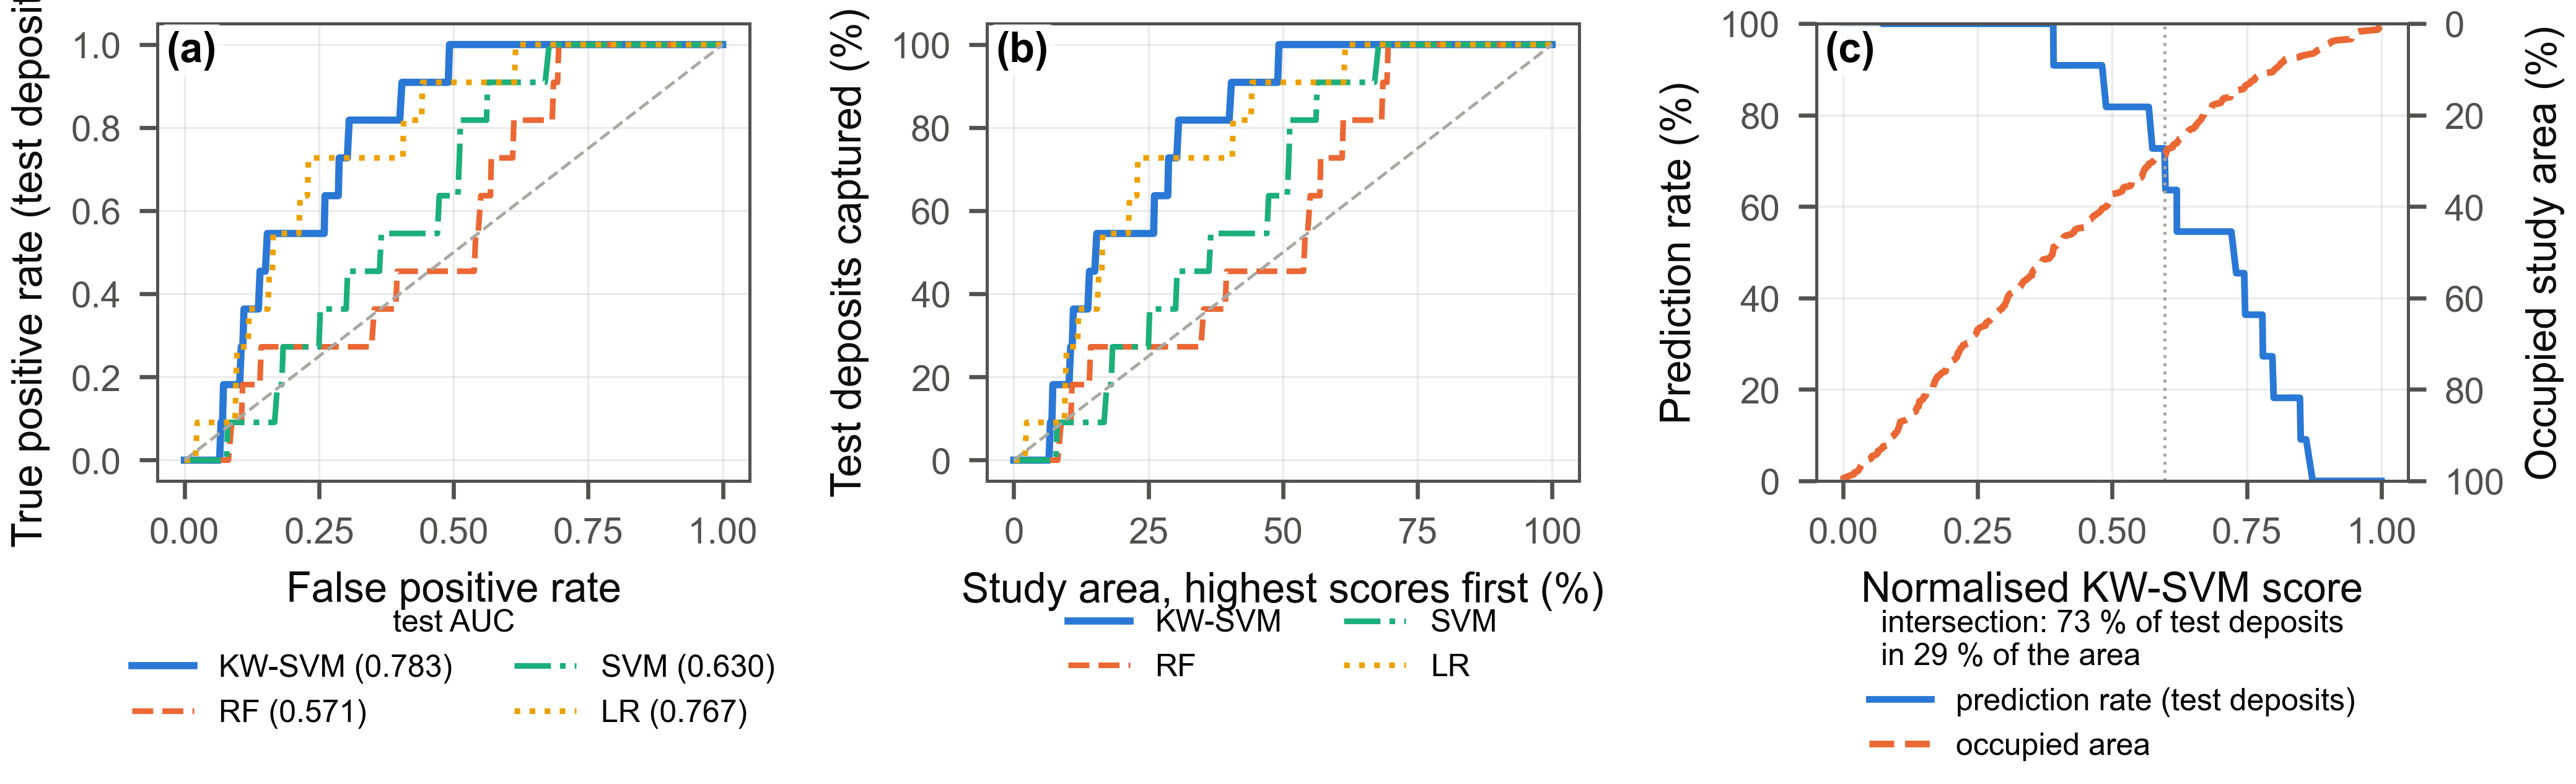 (a)
True positive rate (test deposit
1.0
0.8
0.6
0.4
0.2
0.0
0.00 0.25 0.50 0.75 1.00
False positive rate
test AUC
KW-SVM (0.783) SVM (0.630)
RF (0.571) LR (0.767)
(b)
Test deposits captured (%)
100
80
60
40
20
0
0 25 50 75 100
Study area, highest scores first (%)
KW-SVM SVM
RF LR
(c)
Prediction rate (%)
100
80
60
40
20
0
Occupied study area (%)
0
20
40
60
80
100
0.00 0.25 0.50 0.75 1.00
Normalised KW-SVM score
intersection: 73 % of test deposits
in 29 % of the area
prediction rate (test deposits)
occupied area